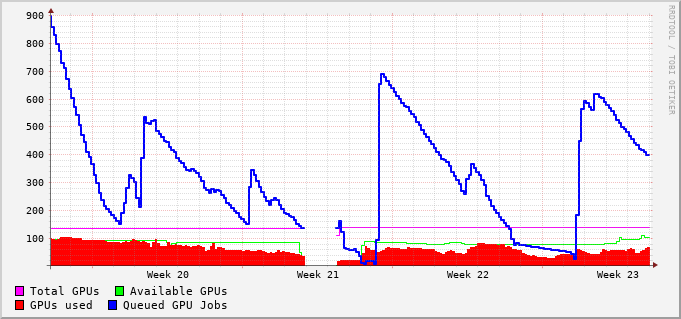 900
800
700
600
500
400
300
200
100
Week 20 Week 21 Week 22 Week 23
Total GPUs Available GPUs
GPUs used Queued GPU Jobs
RRDTOOL / TOBI OETIKER